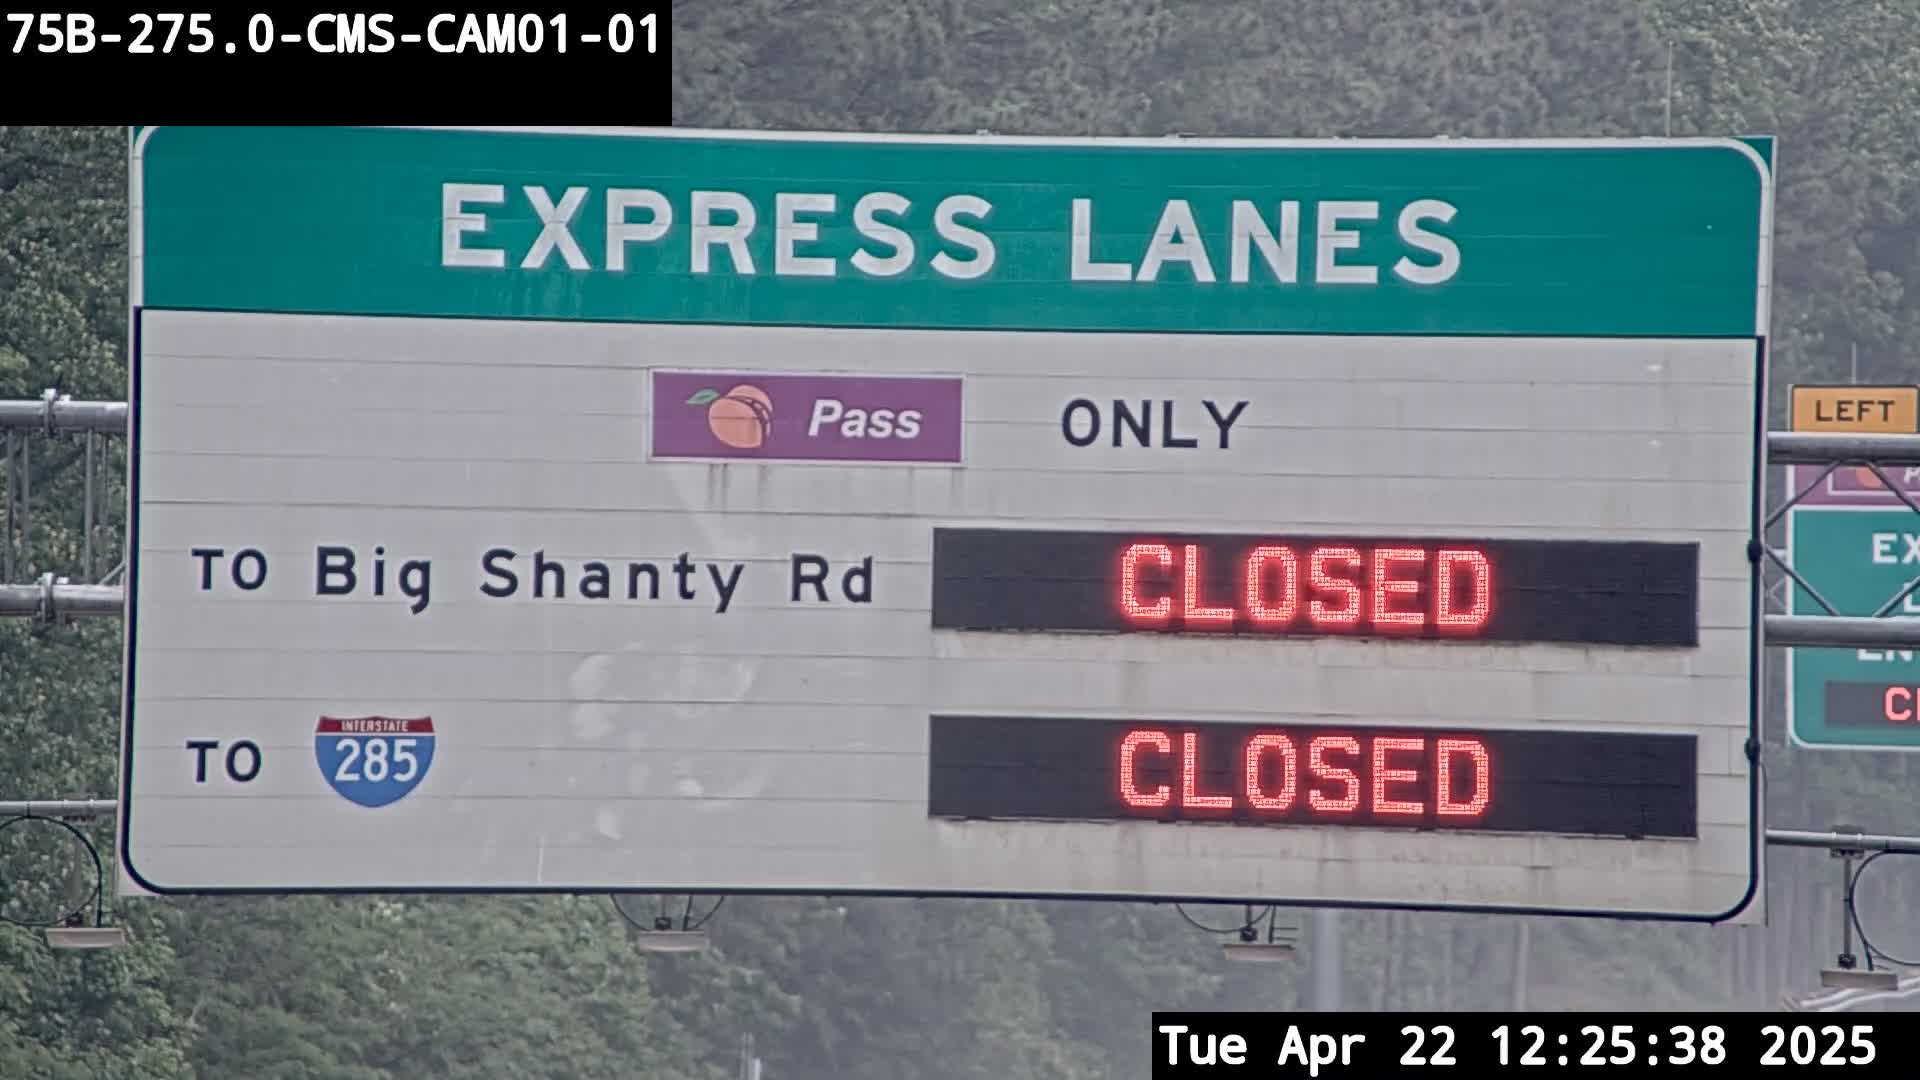 75B-275.0-CMS-CAM01-01
EXPRESS LANES
Pass ONLY
TO Big Shanty Rd CLOSED
TO INTERSTATE 285 CLOSED
LEFT
EX
Tue Apr 22 12:25:38 2025